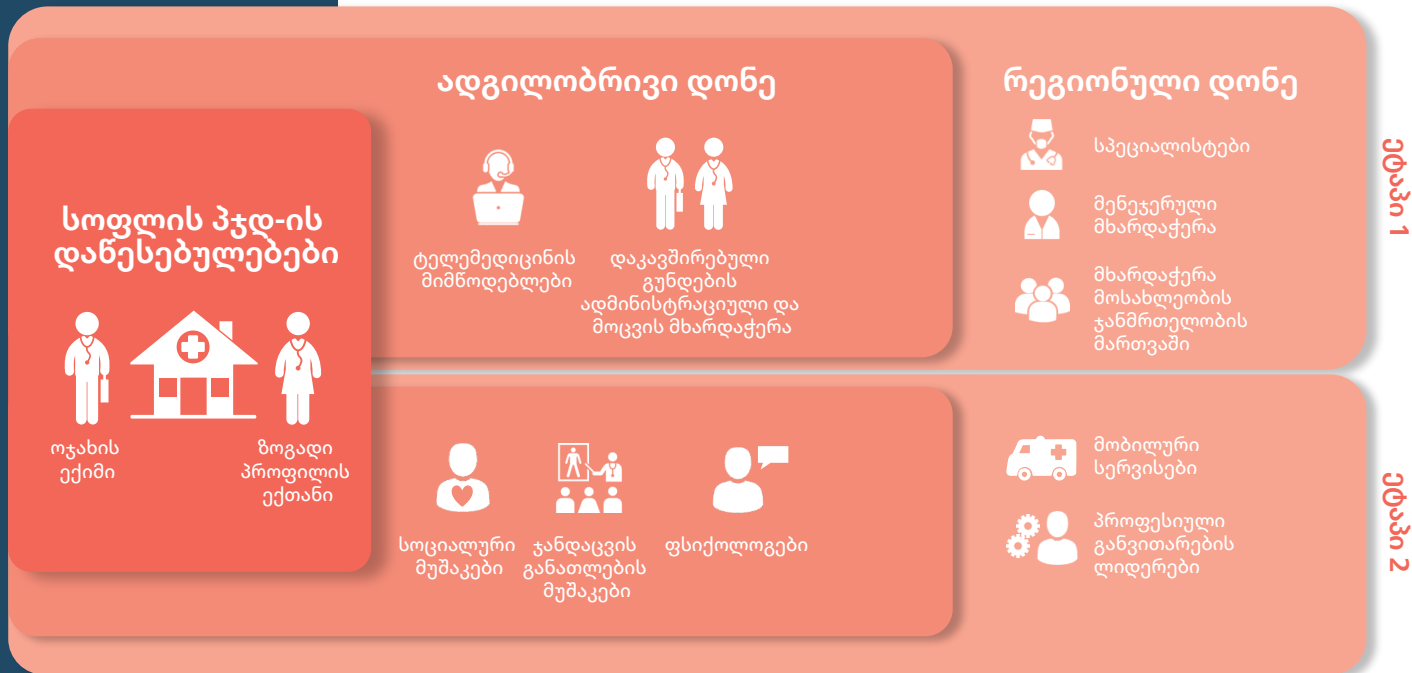 სოფლის პჯდ-ის
დაწესებულებები
ოჯახის
ექიმი
ზოგადი
პროფილის
ექთანი
ადგილობრივი დონე
ტელემედიცინის
მიმწოდებლები
დაკავშირებული
გუნდების
ადმინისტრაციული და
მოცვის მხარდაჭერა
რეგიონული დონე
სპეციალისტები
მენეჯერული
მხარდაჭერა
მხარდაჭერა
მოსახლეობის
ჯანმრთელობის
მართვაში
ეტაპი 1
სოციალური
მუშაკები
ჯანდაცვის
განათლების
მუშაკები
ფსიქოლოგები
მობილური
სერვისები
პროფესიული
განვითარების
ლიდერები
ეტაპი 2